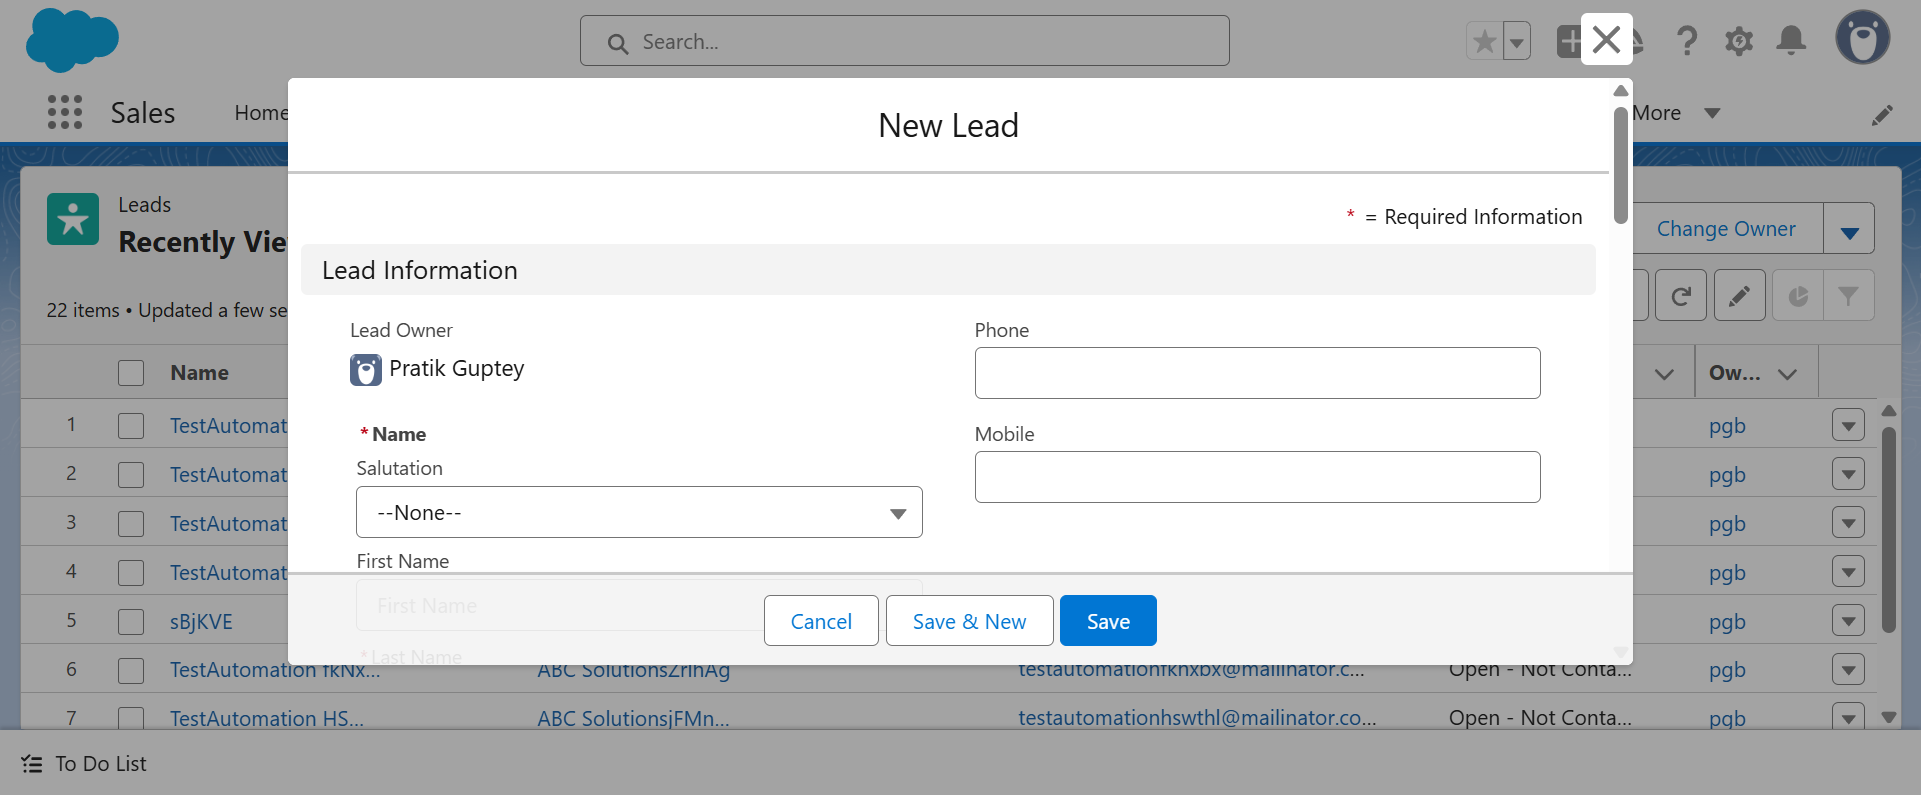 Search...
Sales
Home
More
New Lead
* = Required Information
Leads
Recently Vie
Change Owner
22 items • Updated a few se
Lead Information
Lead Owner
Pratik Guptey
Phone
* Name
Mobile
Salutation
--None--
First Name
First Name
* Last Name
Cancel
Save & New
Save
Name
Ow...
1 TestAutomat pgb
2 TestAutomat pgb
3 TestAutomat pgb
4 TestAutomat pgb
5 sBjKVE pgb
6 TestAutomation fkNx... ABC SolutionsZrlhAg testautomationfknxbx@mailinator.c... Open - Not Conta... pgb
7 TestAutomation HS... ABC SolutionsjFMn... testautomationhswthl@mailinator.co... Open - Not Conta... pgb
To Do List